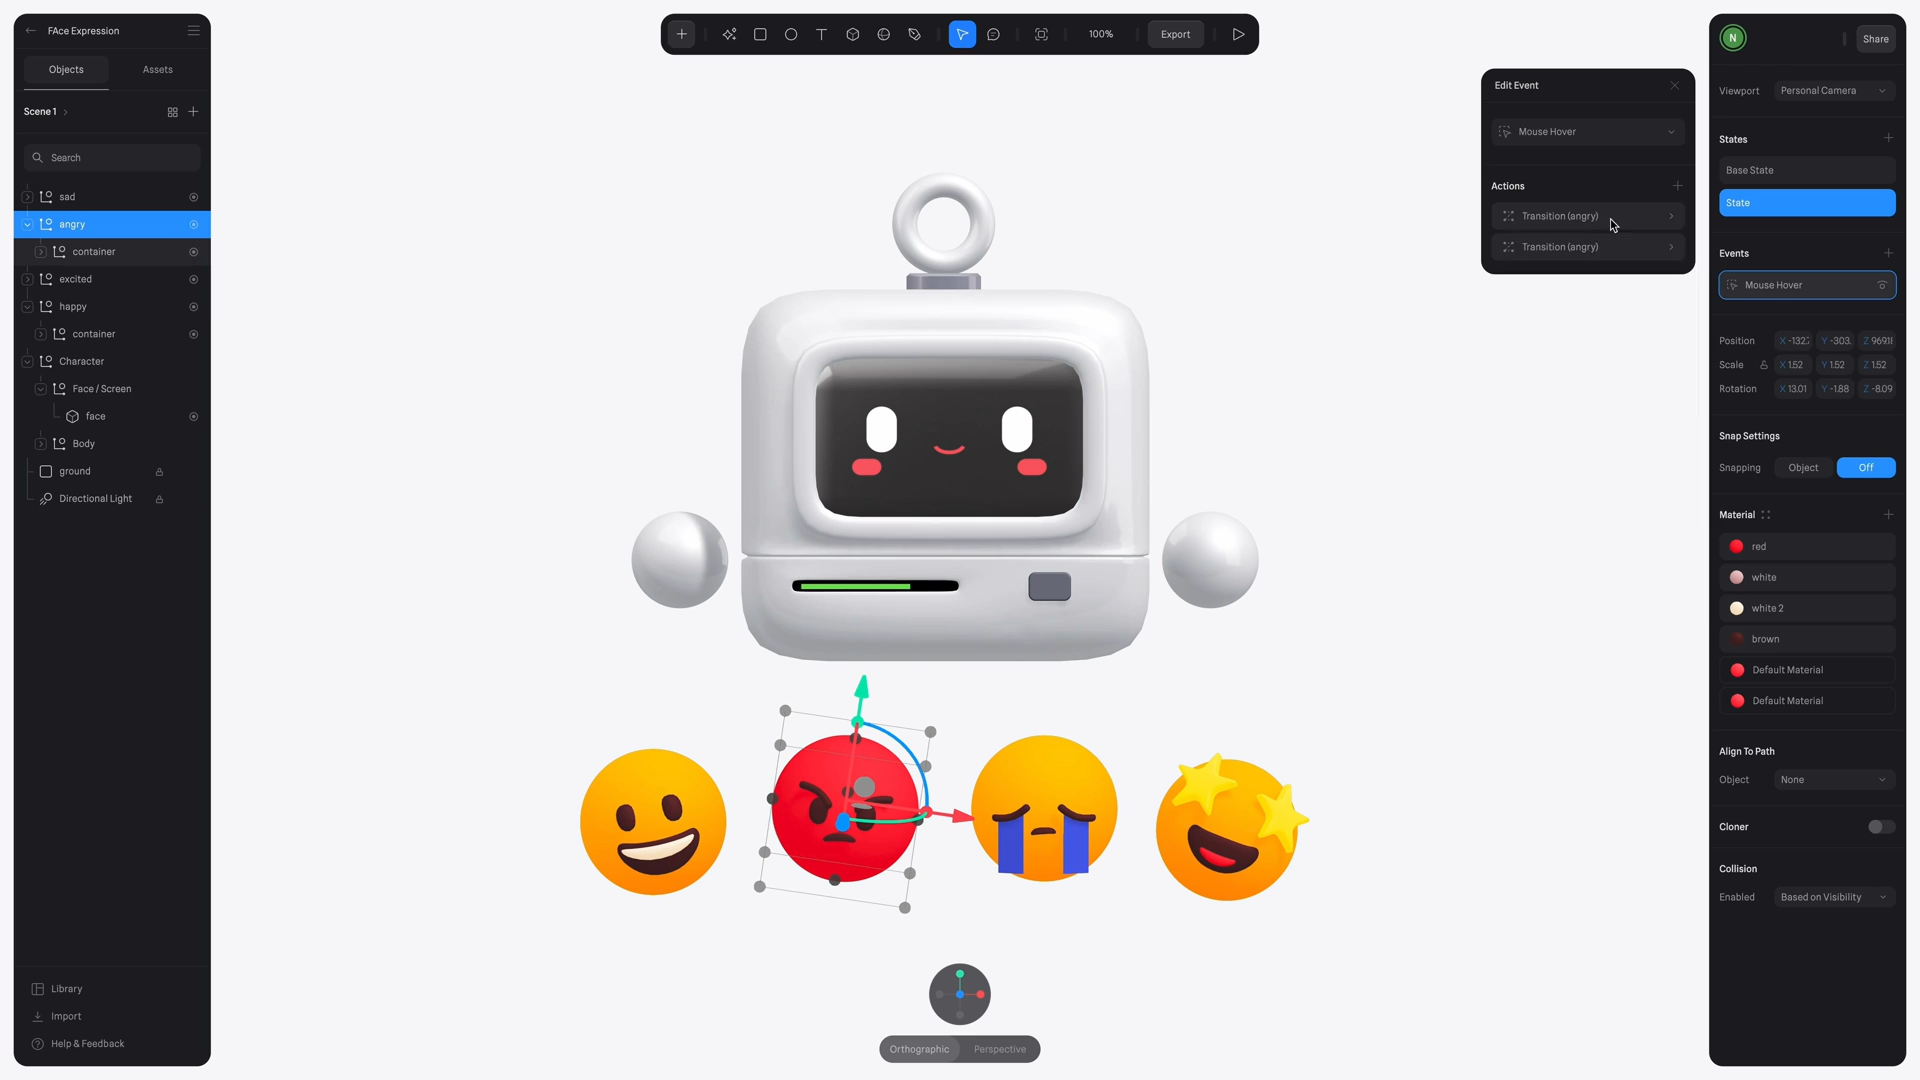 FAce Expression
Objects
Assets
Scene 1
Search
sad
angry
container
excited
happy
container
Character
Face / Screen
face
Body
ground
Directional Light
Library
Import
Help & Feedback
100%
Export
Orthographic
Perspective
Edit Event
Mouse Hover
Actions
Transition (angry)
Transition (angry)
N
Share
Viewport
Personal Camera
States
Base State
State
Events
Mouse Hover
Position X -132. Y -303. Z 9691
Scale X 1.52 Y 1.52 Z 1.52
Rotation X 13.01 Y -1.88 Z -8.09
Snap Settings
Snapping
Object
Off
Material
red
white
white 2
brown
Default Material
Default Material
Align To Path
Object
None
Cloner
Collision
Enabled
Based on Visibility